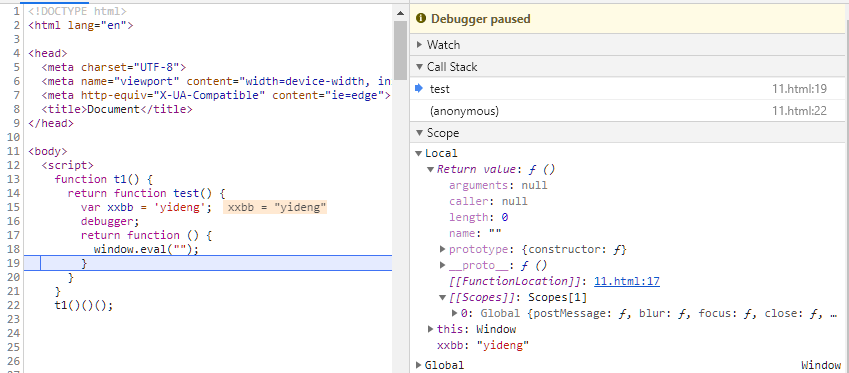 1 <!DOCTYPE html>
2 <html lang="en">
3
4 <head>
5 <meta charset="UTF-8">
6 <meta name="viewport" content="width=device-width, in
7 <meta http-equiv="X-UA-Compatible" content="ie=edge">
8 <title>Document</title>
9 </head>
10
11 <body>
12 <script>
13 function t1() {
14 return function test() {
15 var xxbb = 'yideng'; xxbb = "yideng"
16 debugger;
17 return function () {
18 window.eval("");
19 }
20 }
21 }
22 t1()()();
23
24
25
26
27
Debugger paused
Watch
Call Stack
test 11.html:19
(anonymous) 11.html:22
Scope
Local
Return value: ƒ ()
arguments: null
caller: null
length: 0
name: ""
prototype: {constructor: ƒ}
__proto__: ƒ ()
[[FunctionLocation]]: 11.html:17
[[Scopes]]: Scopes[1]
0: Global {postMessage: ƒ, blur: ƒ, focus: ƒ, close: ƒ, …
this: Window
xxbb: "yideng"
Global Window